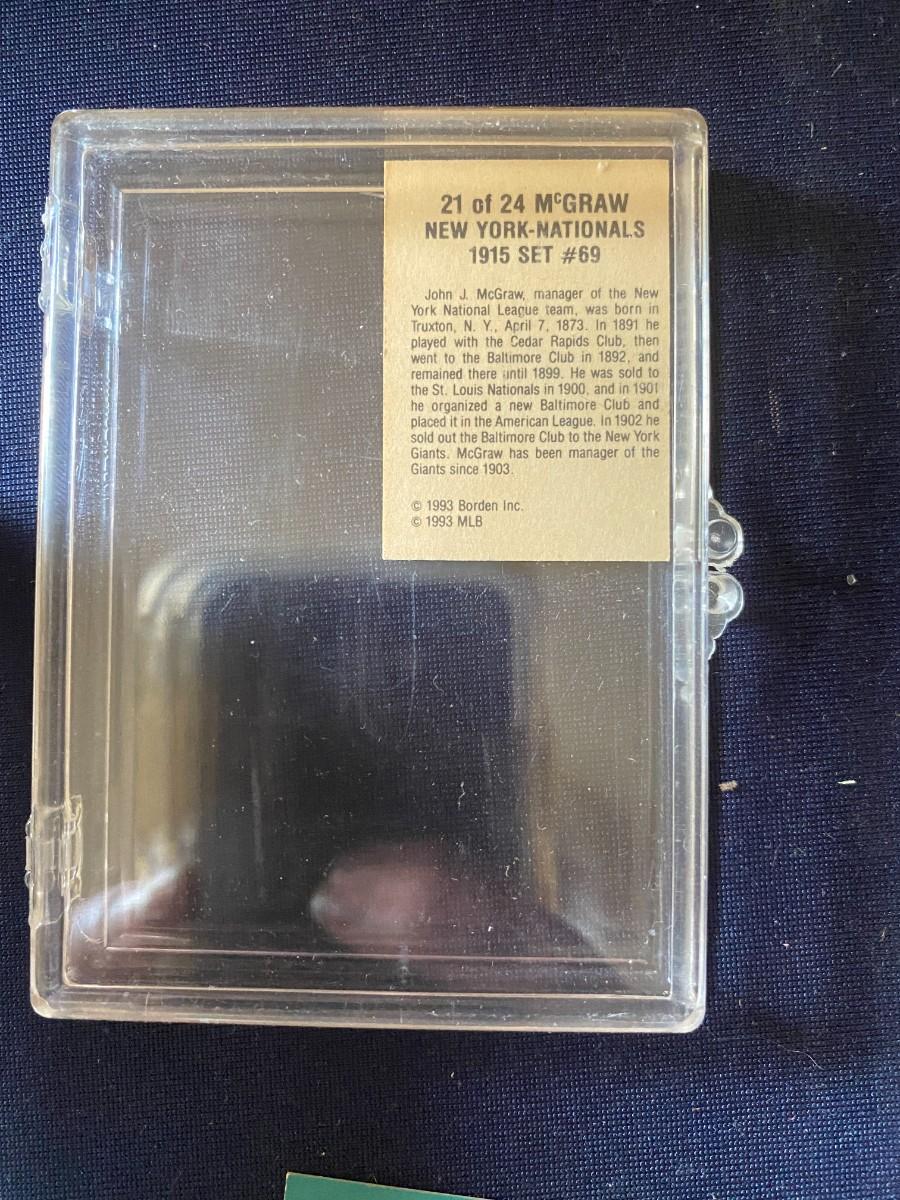 21 of 24 McGRAW
NEW YORK-NATIONALS
1915 SET #69
John J. McGraw, manager of the New
York National League team, was born in
Truxton, N. Y., April 7, 1873. In 1891 he
played with the Cedar Rapids Club, then
went to the Baltimore Club in 1892, and
remained there until 1899. He was sold to
the St. Louis Nationals in 1900, and in 1901
he organized a new Baltimore Club and
placed it in the American League. In 1902 he
sold out the Baltimore Club to the New York
Giants. McGraw has been manager of the
Giants since 1903.
© 1993 Borden Inc.
© 1993 MLB